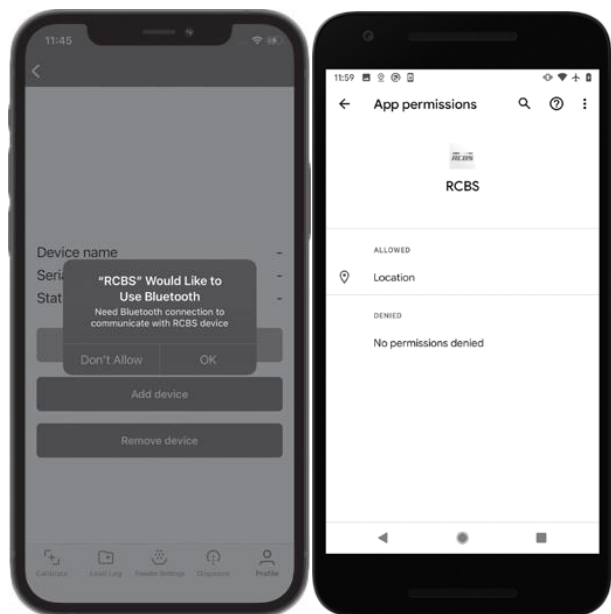 11:45
Device name -
Seri -
"RCBS" Would Like to
Use Bluetooth
Stat -
Need Bluetooth connection to
communicate with RCBS device
Don't Allow OK
Add device
Remove device
Calibrate Load Log Feeder Settings Dispense Profile
11:59
App permissions
RCBS
RCBS
ALLOWED
Location
DENIED
No permissions denied